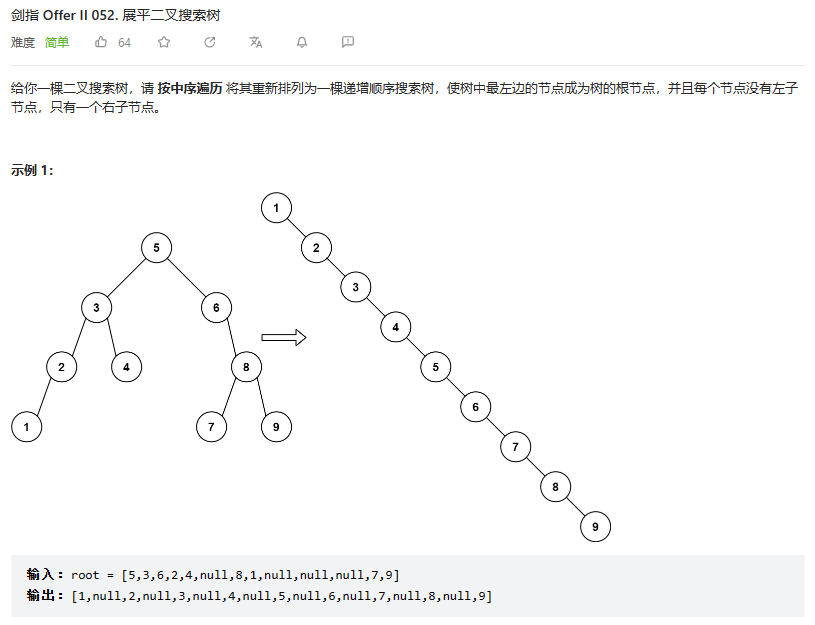 剑指 Offer II 052. 展平二叉搜索树
难度 简单 64
给你一棵二叉搜索树，请 按中序遍历 将其重新排列为一棵递增顺序搜索树，使树中最左边的节点成为树的根节点，并且每个节点没有左子
节点，只有一个右子节点。
示例 1：
1
5 2
3 6 3
4
2 4 8 5
1 7 9 6
7
8
9
输入：root = [5,3,6,2,4,null,8,1,null,null,null,7,9]
输出：[1,null,2,null,3,null,4,null,5,null,6,null,7,null,8,null,9]